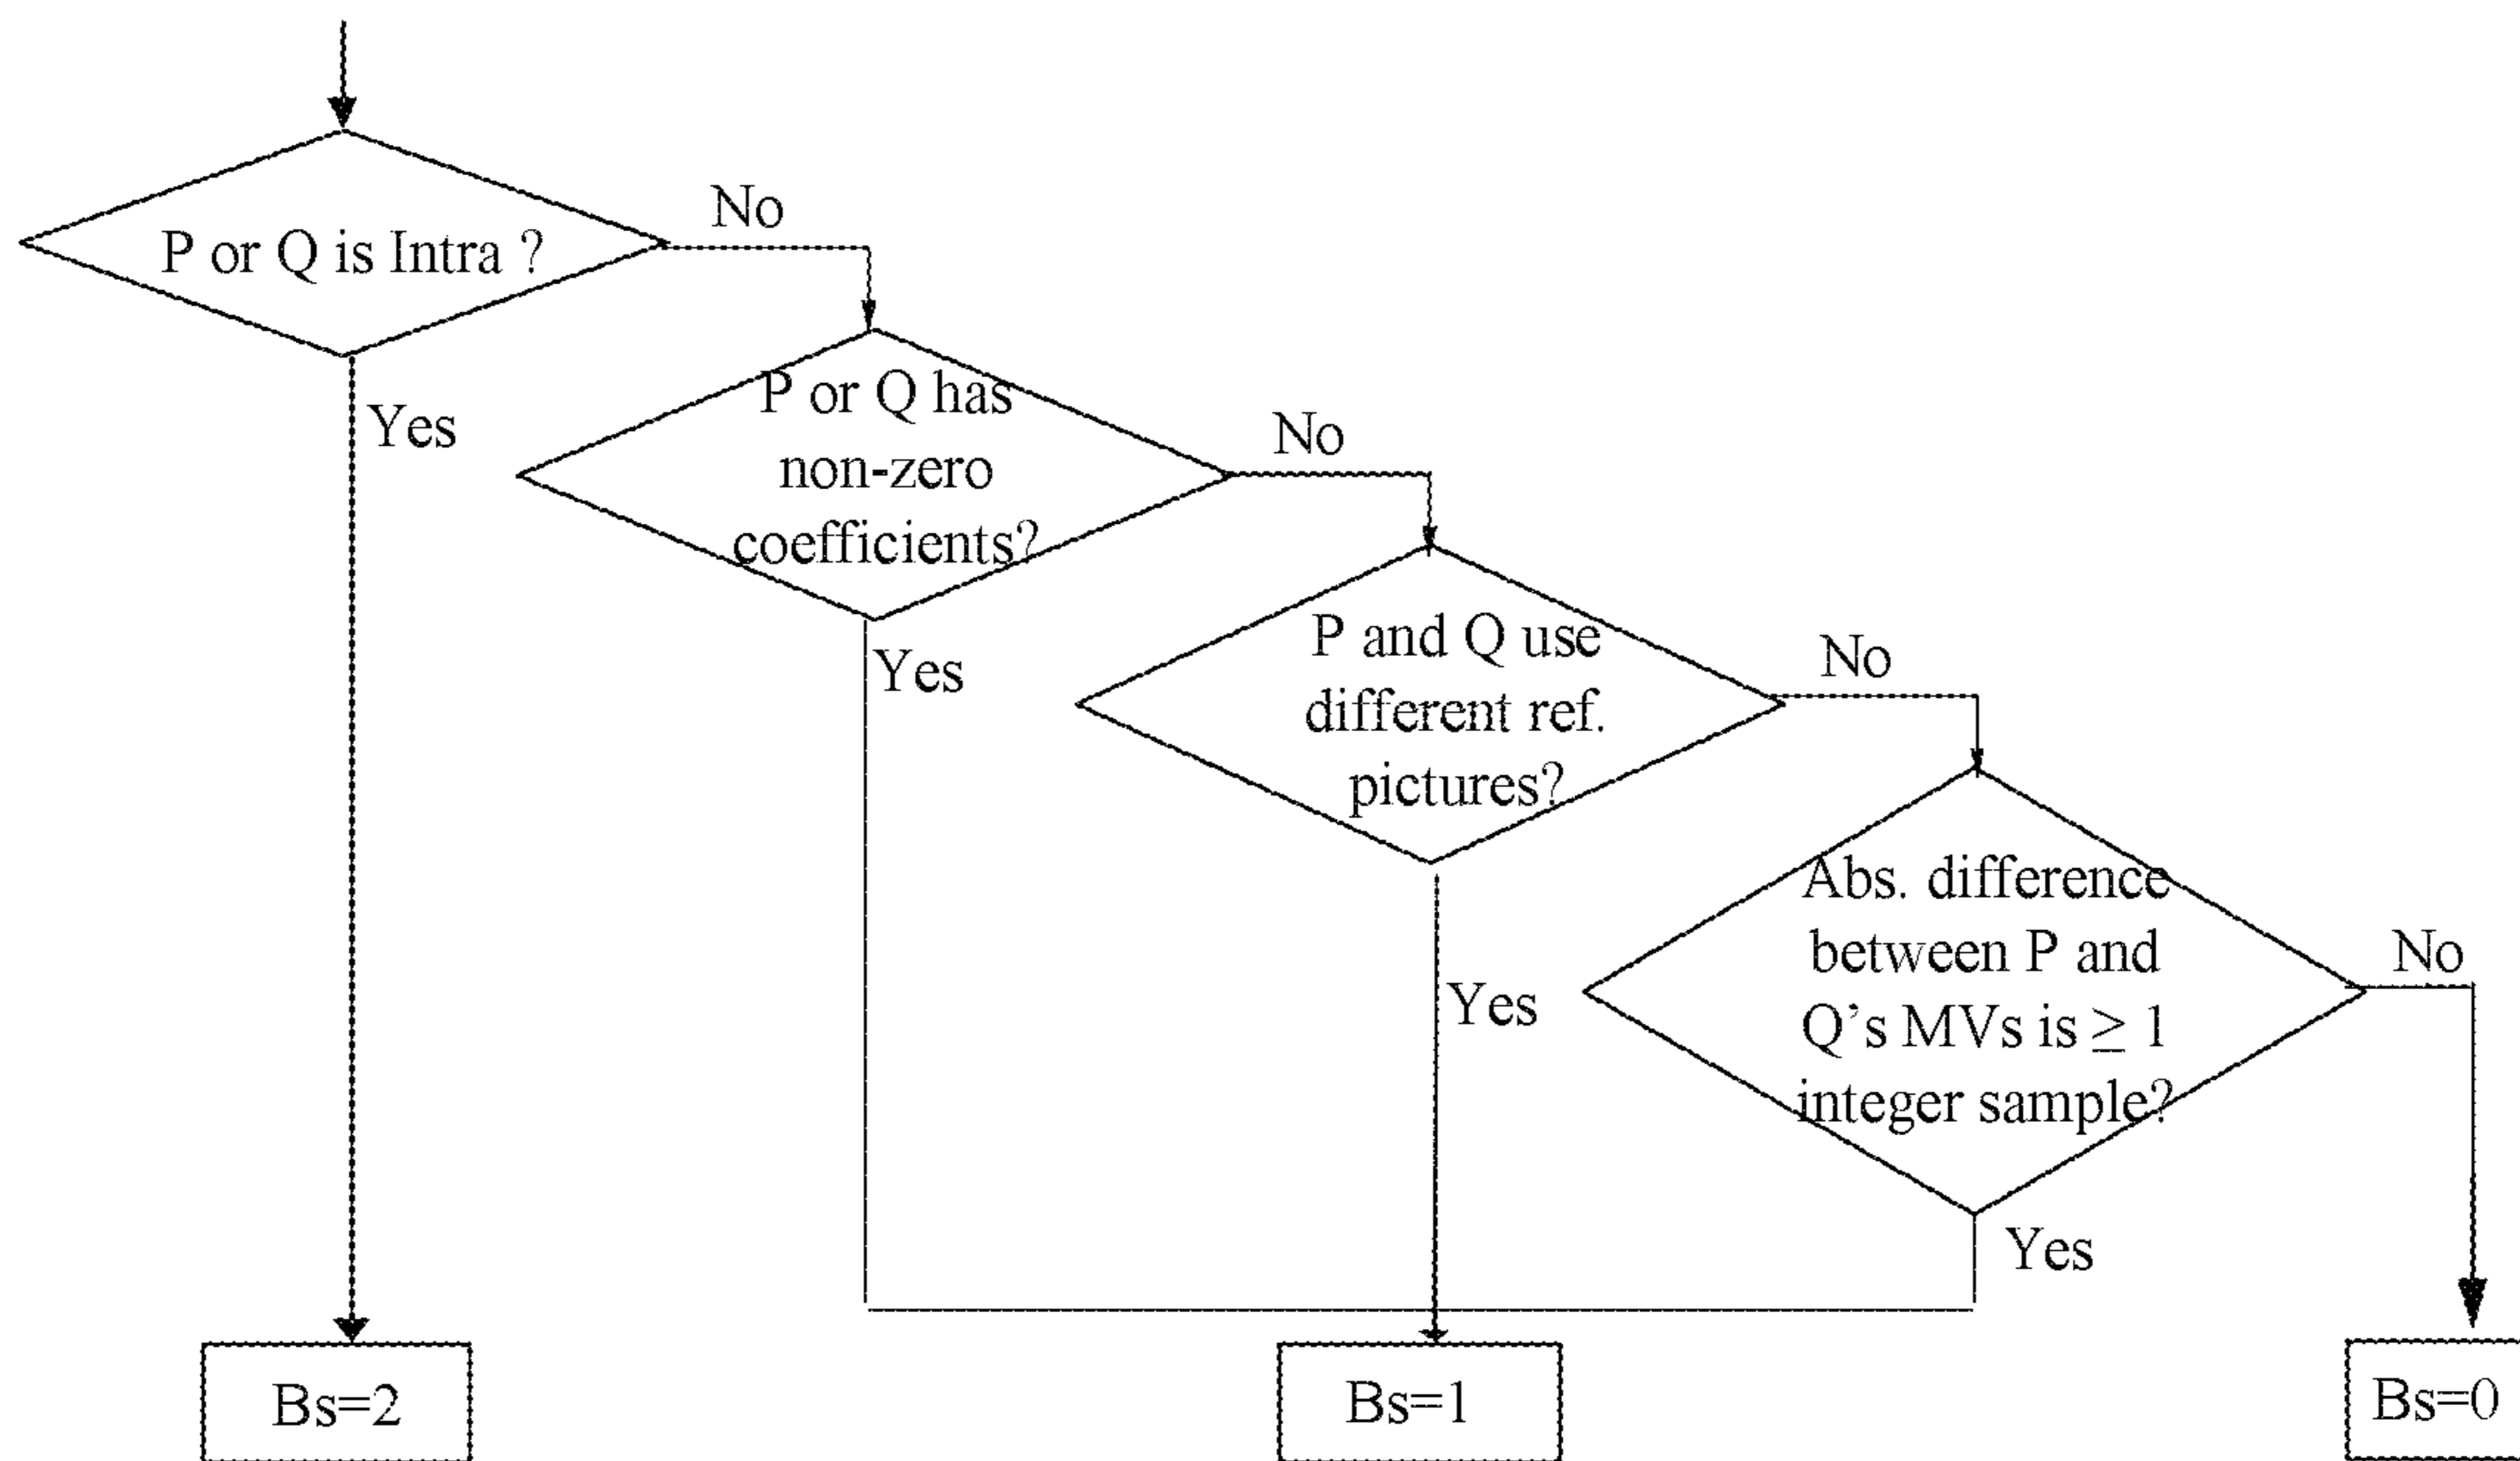 P or Q is Intra ?
No
Yes
P or Q has
non-zero
coefficients?
No
Yes
P and Q use
different ref.
pictures?
No
Yes
Abs. difference
between P and
Q’s MVs is ≥ 1
integer sample?
No
Yes
Bs=2
Bs=1
Bs=0